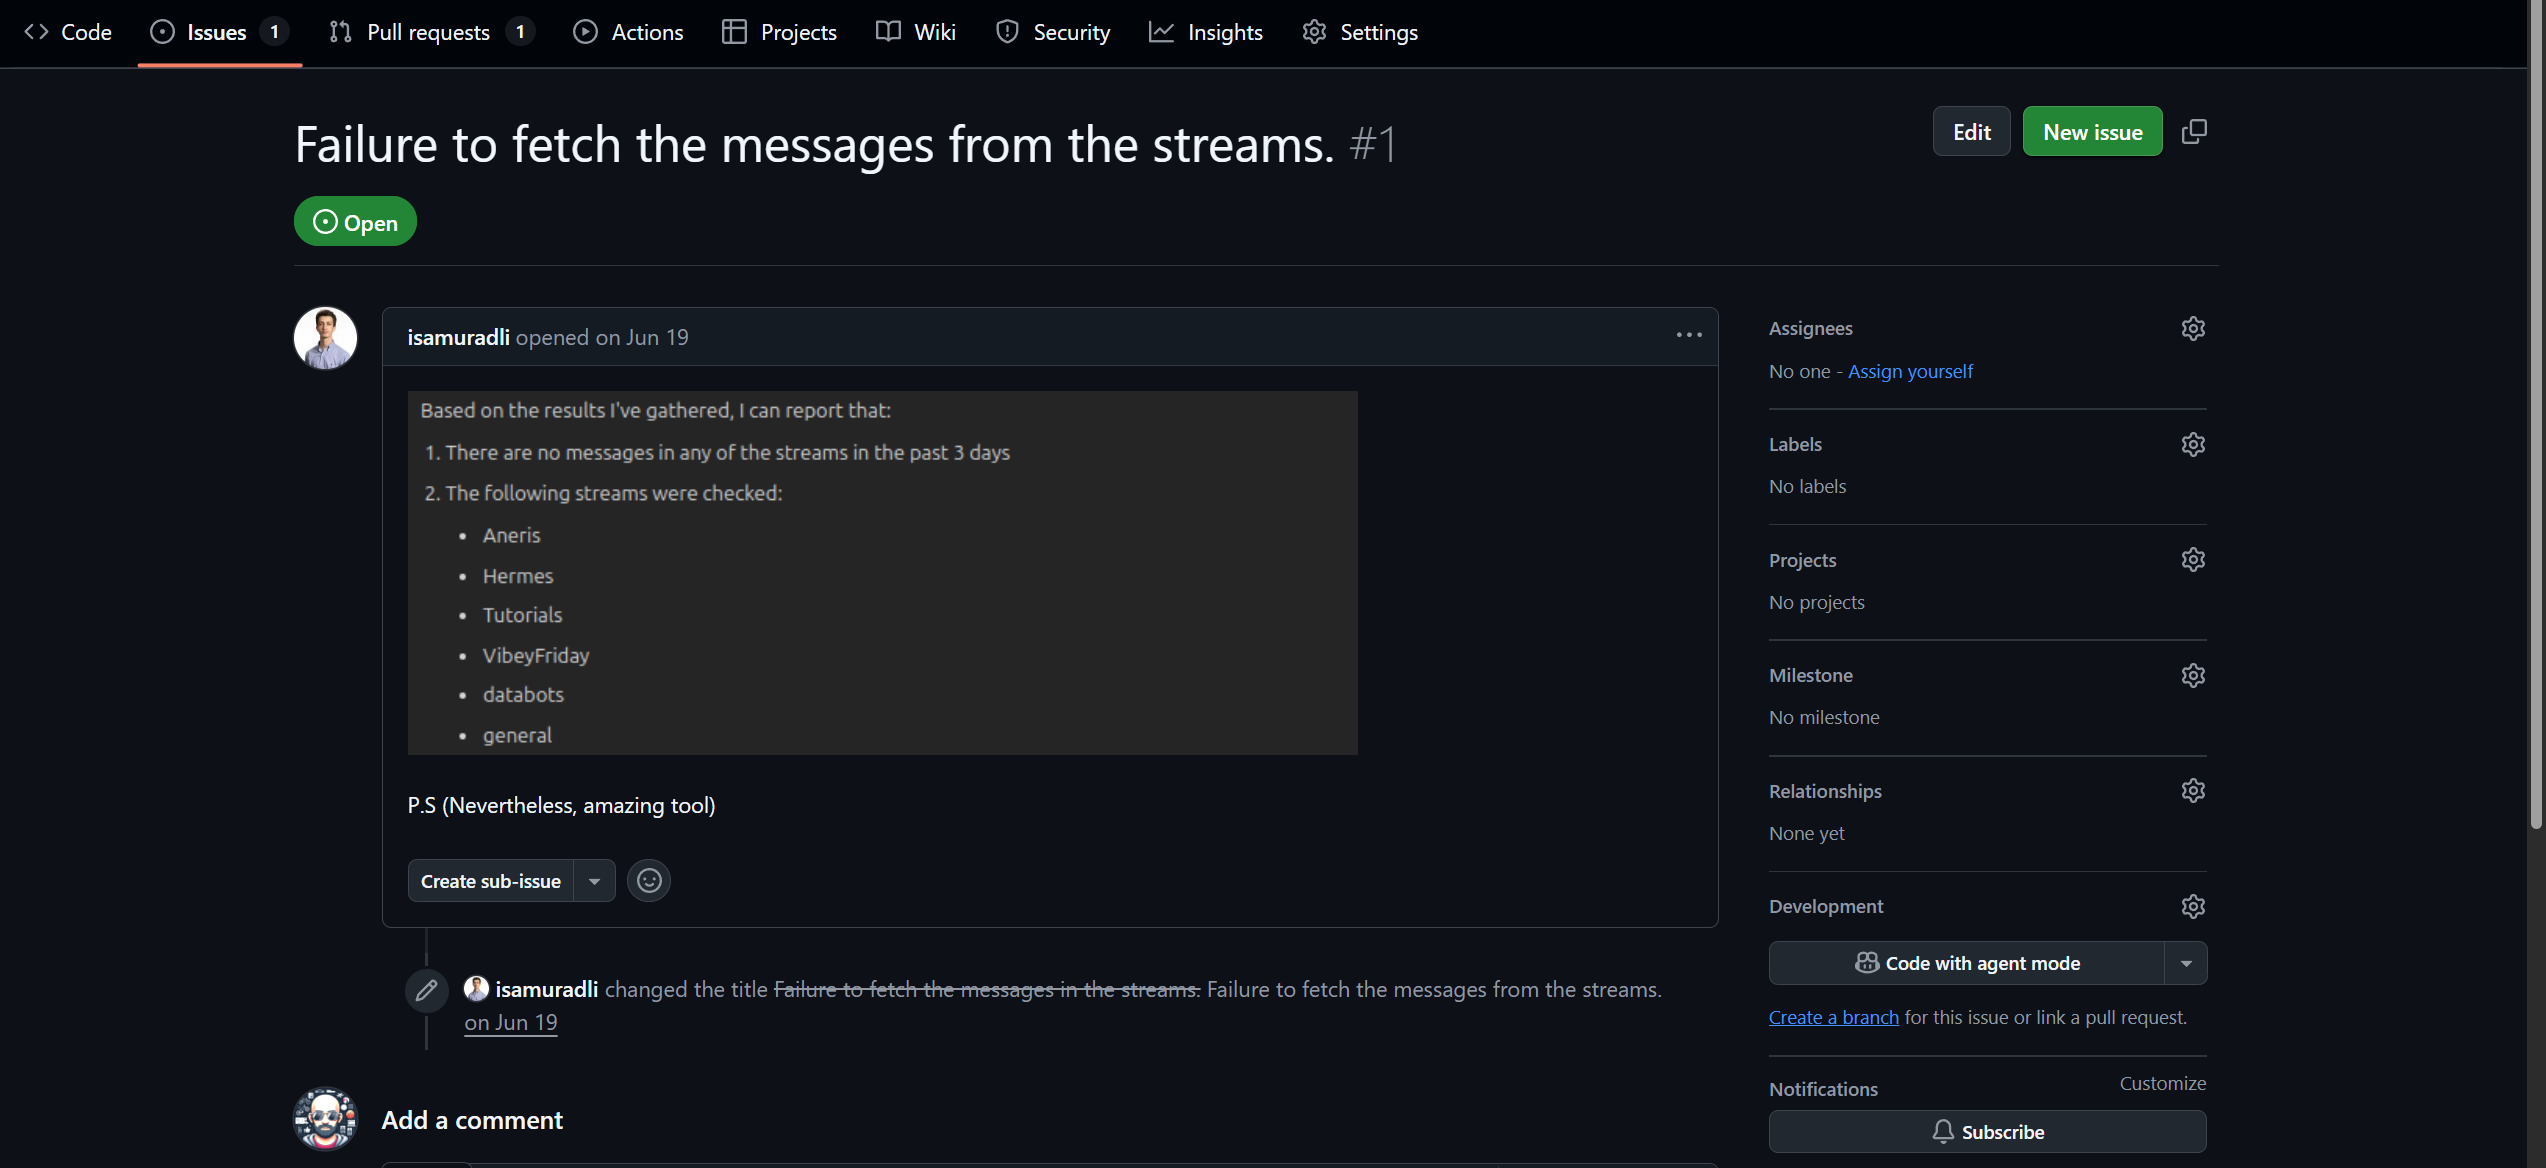 Code Issues 1 Pull requests 1 Actions Projects Wiki Security Insights Settings
Failure to fetch the messages from the streams. #1
Edit New issue
Open
isamuradli opened on Jun 19
Based on the results I've gathered, I can report that:
1. There are no messages in any of the streams in the past 3 days
2. The following streams were checked:
• Aneris
• Hermes
• Tutorials
• VibeyFriday
• databots
• general
P.S (Nevertheless, amazing tool)
Create sub-issue
isamuradli changed the title Failure to fetch the messages in the streams. Failure to fetch the messages from the streams.
on Jun 19
Add a comment
Assignees
No one - Assign yourself
Labels
No labels
Projects
No projects
Milestone
No milestone
Relationships
None yet
Development
Code with agent mode
Create a branch for this issue or link a pull request.
Notifications Customize
Subscribe